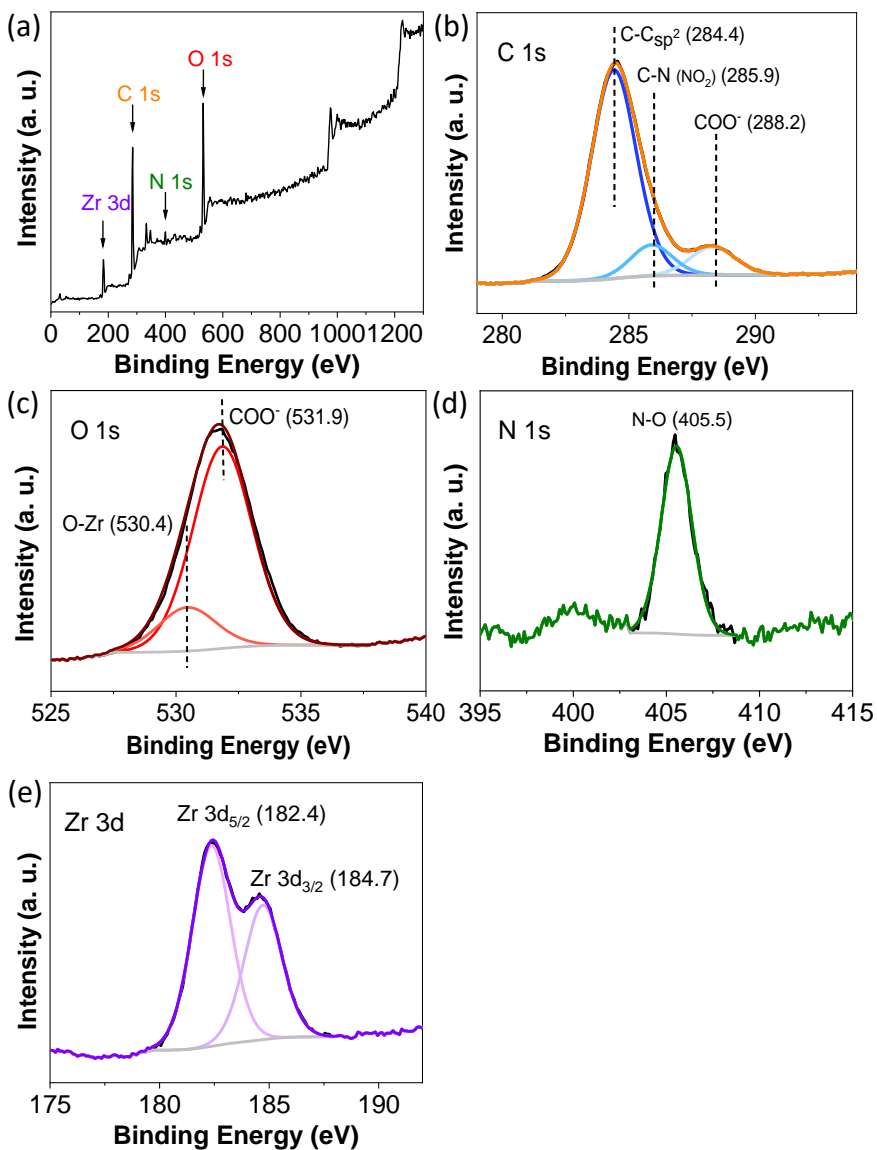 (a)
O 1s
C 1s
N 1s
Zr 3d
Intensity (a. u.)
0 200 400 600 800 1000 1200
Binding Energy (eV)
(b)
C 1s
C-Csp² (284.4)
C-N (NO₂) (285.9)
COO⁻ (288.2)
Intensity (a. u.)
280 285 290
Binding Energy (eV)
(c)
O 1s
COO⁻ (531.9)
O-Zr (530.4)
Intensity (a. u.)
525 530 535 540
Binding Energy (eV)
(d)
N 1s
N-O (405.5)
Intensity (a. u.)
395 400 405 410 415
Binding Energy (eV)
(e)
Zr 3d
Zr 3d₅/₂ (182.4)
Zr 3d₃/₂ (184.7)
Intensity (a. u.)
175 180 185 190
Binding Energy (eV)